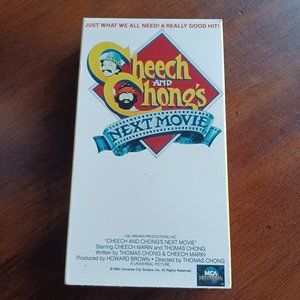 JUST WHAT WE ALL NEED! A REALLY GOOD HIT!
Cheech
AND
Chong's
NEXT MOVIE
C&C BROWN PRODUCTIONS, INC.
"CHEECH AND CHONG'S NEXT MOVIE"
Starring CHEECH MARIN and THOMAS CHONG
Written by THOMAS CHONG & CHEECH MARIN
Produced by HOWARD BROWN • Directed by THOMAS CHONG
A UNIVERSAL PICTURE
©1980 Universal City Studios, Inc. All Rights Reserved.
MCA